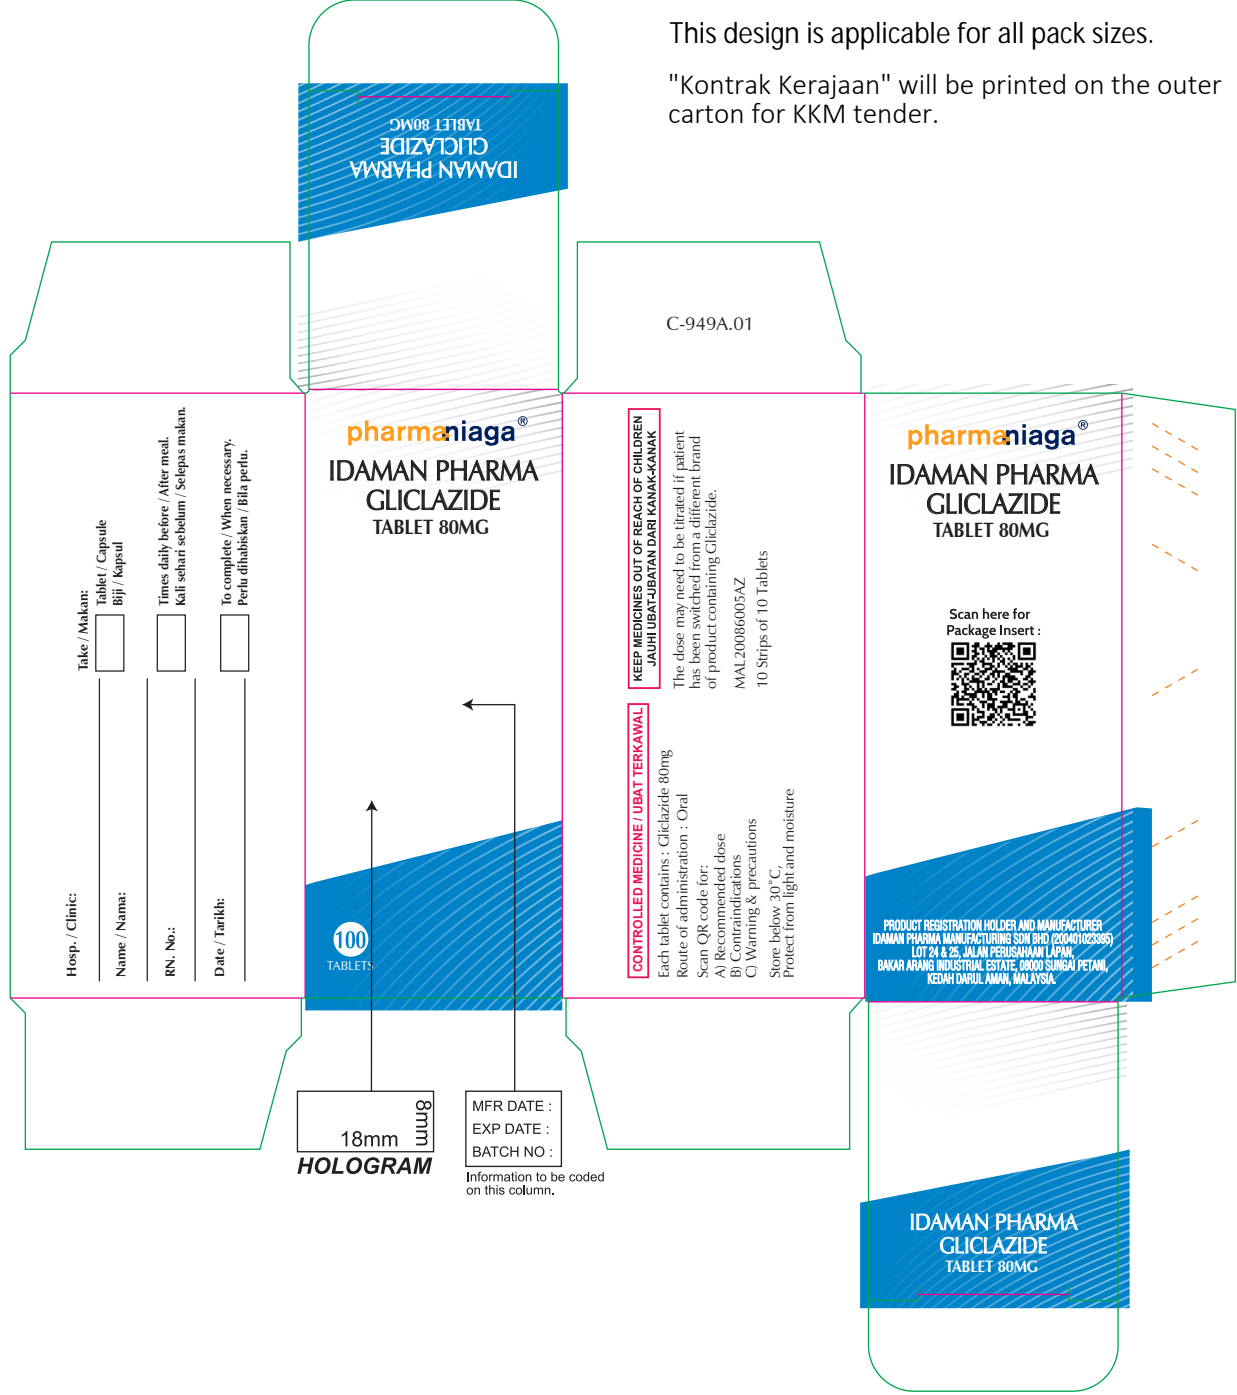 This design is applicable for all pack sizes.
"Kontrak Kerajaan" will be printed on the outer
carton for KKM tender.
IDAMAN PHARMA
GLICLAZIDE
TABLET 80MG
C-949A.01
Hosp. / Clinic:
Name / Nama:
RN. No.:
Date / Tarikh:
Take / Makan:
Tablet / Capsule
Biji / Kapsul
Times daily before / After meal.
Kali sehari sebelum / Selepas makan.
To complete / When necessary.
Perlu dihabiskan / Bila perlu.
pharmaniaga®
IDAMAN PHARMA
GLICLAZIDE
TABLET 80MG
100
TABLETS
CONTROLLED MEDICINE / UBAT TERKAWAL
Each tablet contains : Gliclazide 80mg
Route of administration : Oral
Scan QR code for:
A) Recommended dose
B) Contraindications
C) Warning & precautions
Store below 30°C,
Protect from light and moisture
KEEP MEDICINES OUT OF REACH OF CHILDREN
JAUHI UBAT-UBATAN DARI KANAK-KANAK
The dose may need to be titrated if patient
has been switched from a different brand
of product containing Gliclazide.
MAL20086005AZ
10 Strips of 10 Tablets
pharmaniaga®
IDAMAN PHARMA
GLICLAZIDE
TABLET 80MG
Scan here for
Package Insert :
PRODUCT REGISTRATION HOLDER AND MANUFACTURER
IDAMAN PHARMA MANUFACTURING SDN BHD (200401023395)
LOT 24 & 25, JALAN PERUSAHAAN LAPAN,
BAKAR ARANG INDUSTRIAL ESTATE, 08000 SUNGAI PETANI,
KEDAH DARUL AMAN, MALAYSIA.
18mm
8mm
HOLOGRAM
MFR DATE :
EXP DATE :
BATCH NO :
Information to be coded
on this column.
IDAMAN PHARMA
GLICLAZIDE
TABLET 80MG